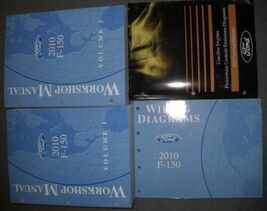 WORKSHOP MANUAL
Ford
2010
F-150
VOLUME 2
Ford
Gasoline Engines
Powertrain Control/Emissions Diagnosis
WORKSHOP MANUAL
Ford
2010
F-150
VOLUME 1
WIRING
DIAGRAMS
Ford
2010
F-150